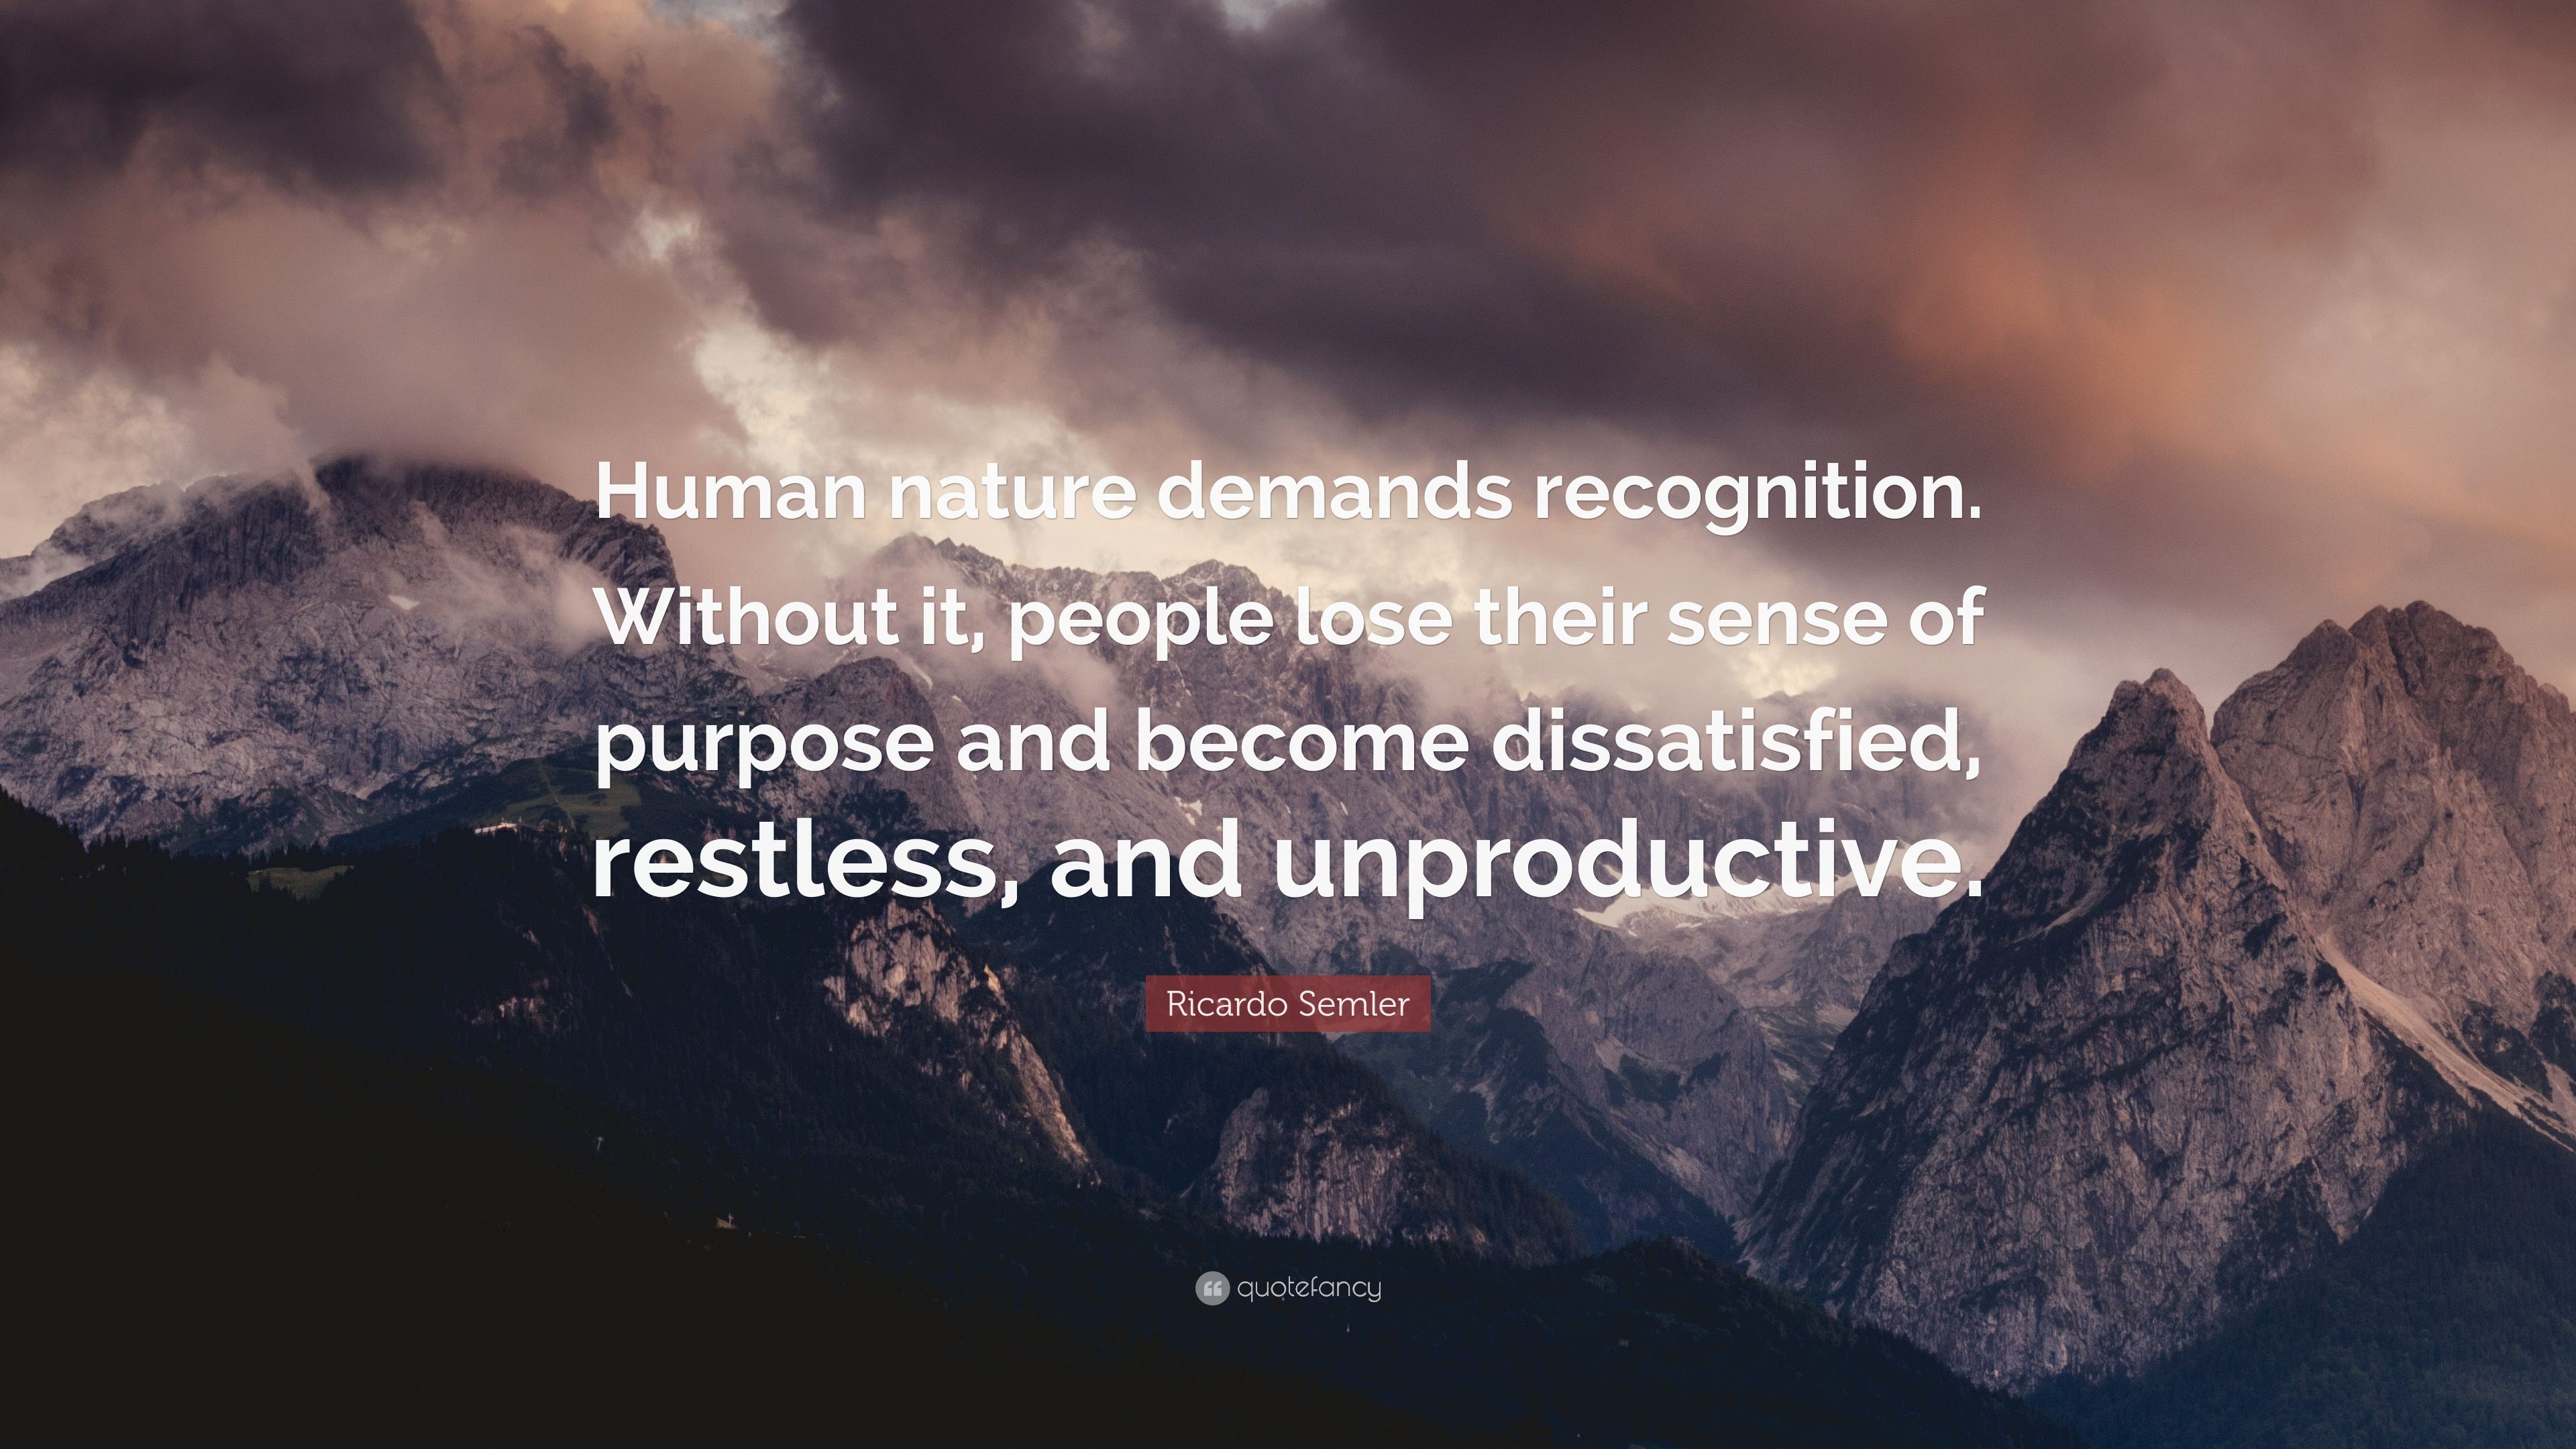 Human nature demands recognition.
Without it, people lose their sense of
purpose and become dissatisfied,
restless, and unproductive.
Ricardo Semler
quotefancy